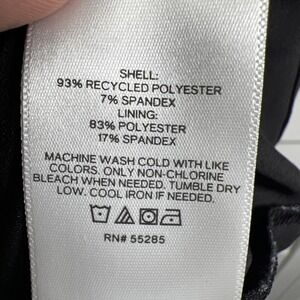 SHELL:
93% RECYCLED POLYESTER
7% SPANDEX
LINING:
83% POLYESTER
17% SPANDEX
MACHINE WASH COLD WITH LIKE
COLORS. ONLY NON-CHLORINE
BLEACH WHEN NEEDED. TUMBLE DRY
LOW. COOL IRON IF NEEDED.
RN# 55285